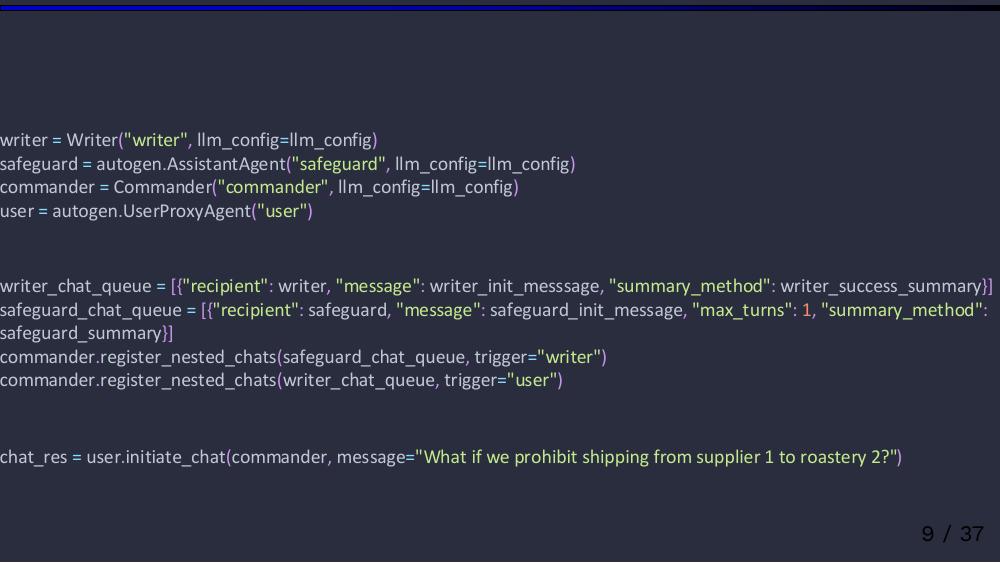 writer = Writer("writer", llm_config=llm_config)
safeguard = autogen.AssistantAgent("safeguard", llm_config=llm_config)
commander = Commander("commander", llm_config=llm_config)
user = autogen.UserProxyAgent("user")
writer_chat_queue = [{"recipient": writer, "message": writer_init_messsage, "summary_method": writer_success_summary}]
safeguard_chat_queue = [{"recipient": safeguard, "message": safeguard_init_message, "max_turns": 1, "summary_method":
safeguard_summary}]
commander.register_nested_chats(safeguard_chat_queue, trigger="writer")
commander.register_nested_chats(writer_chat_queue, trigger="user")
chat_res = user.initiate_chat(commander, message="What if we prohibit shipping from supplier 1 to roastery 2?")
9 / 37